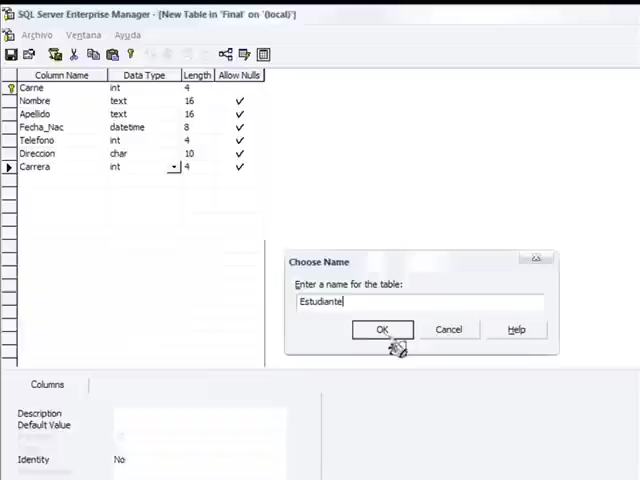 SQL Server Enterprise Manager - [New Table in 'Final' on '(local)']
Archivo Ventana Ayuda
Column Name Data Type Length Allow Nulls
Carne int 4
Nombre text 16
Apellido text 16
Fecha_Nac datetime 8
Telefono int 4
Direccion char 10
Carrera int 4
Choose Name
Enter a name for the table:
Estudiante
OK Cancel Help
Columns
Description
Default Value
Identity No